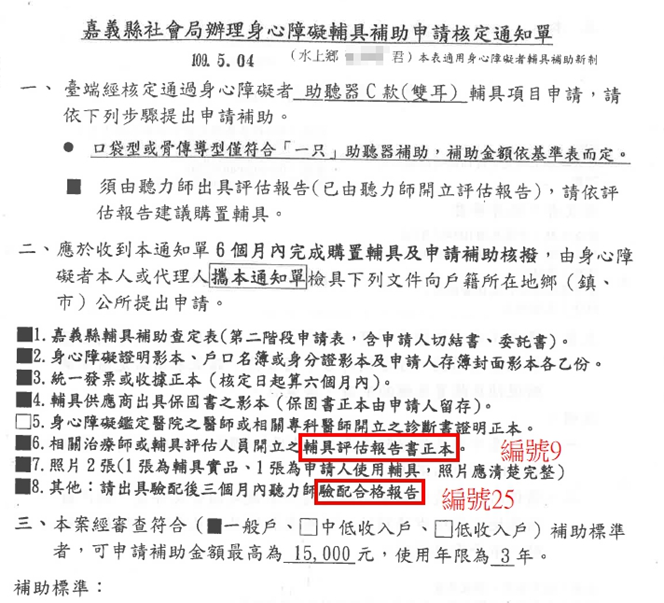 嘉義縣社會局辦理身心障礙輔具補助申請核定通知單
109.5.04 (水上鄉 君)本表適用身心障礙者輔具補助新制
一、臺端經核定通過身心障礙者 助聽器C款(雙耳) 輔具項目申請，請
依下列步驟提出申請補助。
● 口袋型或骨傳導型僅符合「一只」助聽器補助，補助金額依基準表而定。
■ 須由聽力師出具評估報告(已由聽力師開立評估報告)，請依評
估報告建議購置輔具。
二、應於收到本通知單6個月內完成購置輔具及申請補助核撥，由身心障
礙者本人或代理人攜本通知單檢具下列文件向戶籍所在地鄉（鎮、
市）公所提出申請。
■1.嘉義縣輔具補助查定表(第二階段申請表，含申請人切結書、委託書)。
■2.身心障礙證明影本、戶口名簿或身分證影本及申請人存簿封面影本各乙份。
■3.統一發票或收據正本（核定日起算六個月內)。
■4.輔具供應商出具保固書之影本（保固書正本由申請人留存)。
□5.身心障礙鑑定醫院之醫師或相關專科醫師開立之診斷書證明正本。
■6.相關治療師或輔具評估人員開立之輔具評估報告書正本。 編號9
■7.照片2張(1張為輔具實品、1張為申請人使用輔具，照片應清楚完整)
■8.其他：請出具驗配後三個月內聽力師驗配合格報告 編號25
三、本案經審查符合（■一般戶、□中低收入戶、□低收入戶）補助標準
者，可申請補助金額最高為 15,000 元，使用年限為 3 年。
補助標準：